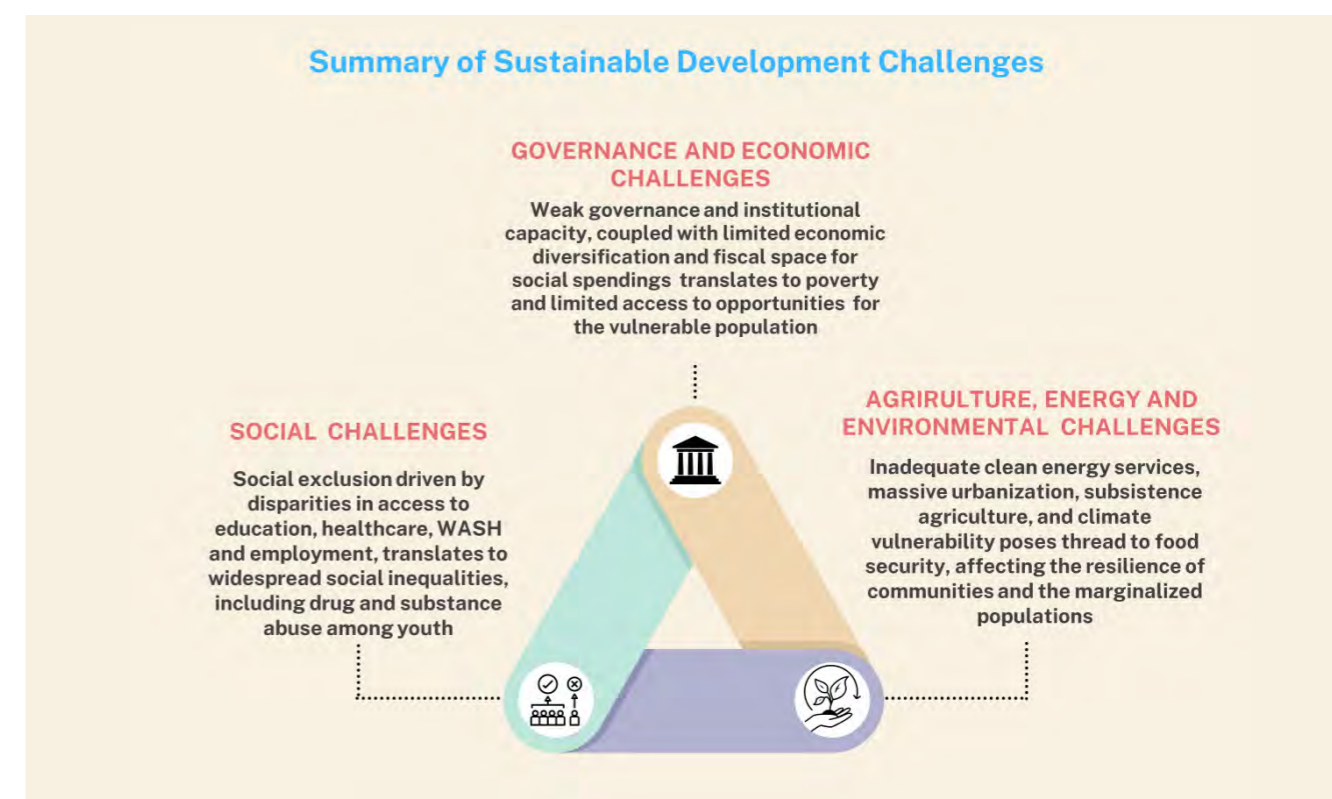 Summary of Sustainable Development Challenges
GOVERNANCE AND ECONOMIC
CHALLENGES
Weak governance and institutional
capacity, coupled with limited economic
diversification and fiscal space for
social spendings translates to poverty
and limited access to opportunities for
the vulnerable population
SOCIAL CHALLENGES
Social exclusion driven by
disparities in access to
education, healthcare, WASH
and employment, translates to
widespread social inequalities,
including drug and substance
abuse among youth
AGRIRULTURE, ENERGY AND
ENVIRONMENTAL CHALLENGES
Inadequate clean energy services,
massive urbanization, subsistence
agriculture, and climate
vulnerability poses thread to food
security, affecting the resilience of
communities and the marginalized
populations